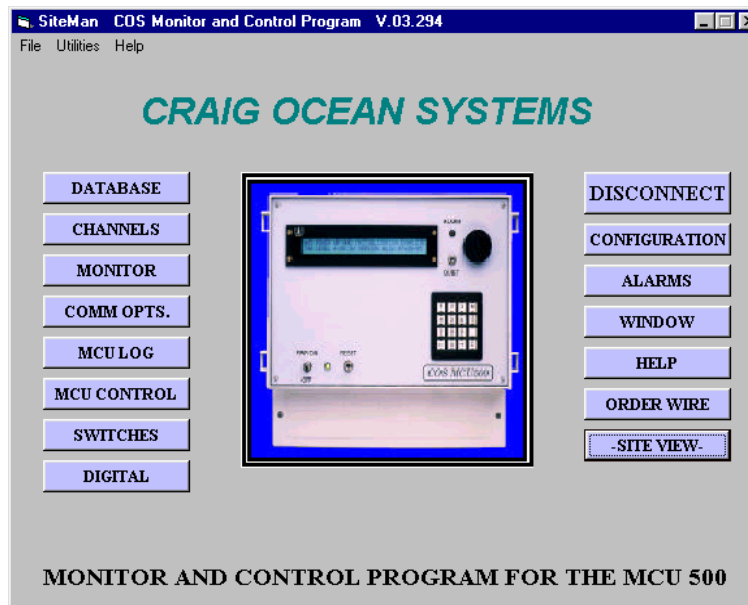 SiteMan COS Monitor and Control Program V.03.294
File Utilities Help
CRAIG OCEAN SYSTEMS
DATABASE
CHANNELS
MONITOR
COMM OPTS.
MCU LOG
MCU CONTROL
SWITCHES
DIGITAL
ALARM
QUIET
RESET
OFF
COS MCU500
DISCONNECT
CONFIGURATION
ALARMS
WINDOW
HELP
ORDER WIRE
-SITE VIEW-
MONITOR AND CONTROL PROGRAM FOR THE MCU 500